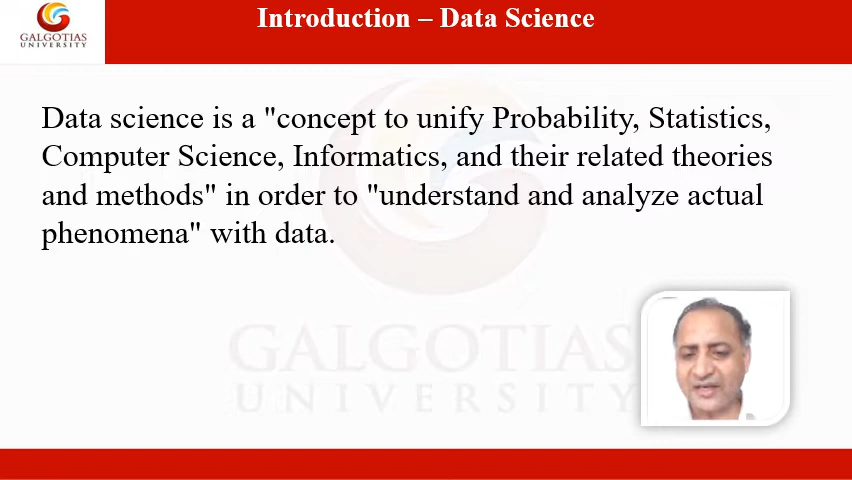 Introduction – Data Science
GALGOTIAS
UNIVERSITY
Data science is a "concept to unify Probability, Statistics,
Computer Science, Informatics, and their related theories
and methods" in order to "understand and analyze actual
phenomena" with data.
GALGOTIAS
UNIVERSITY